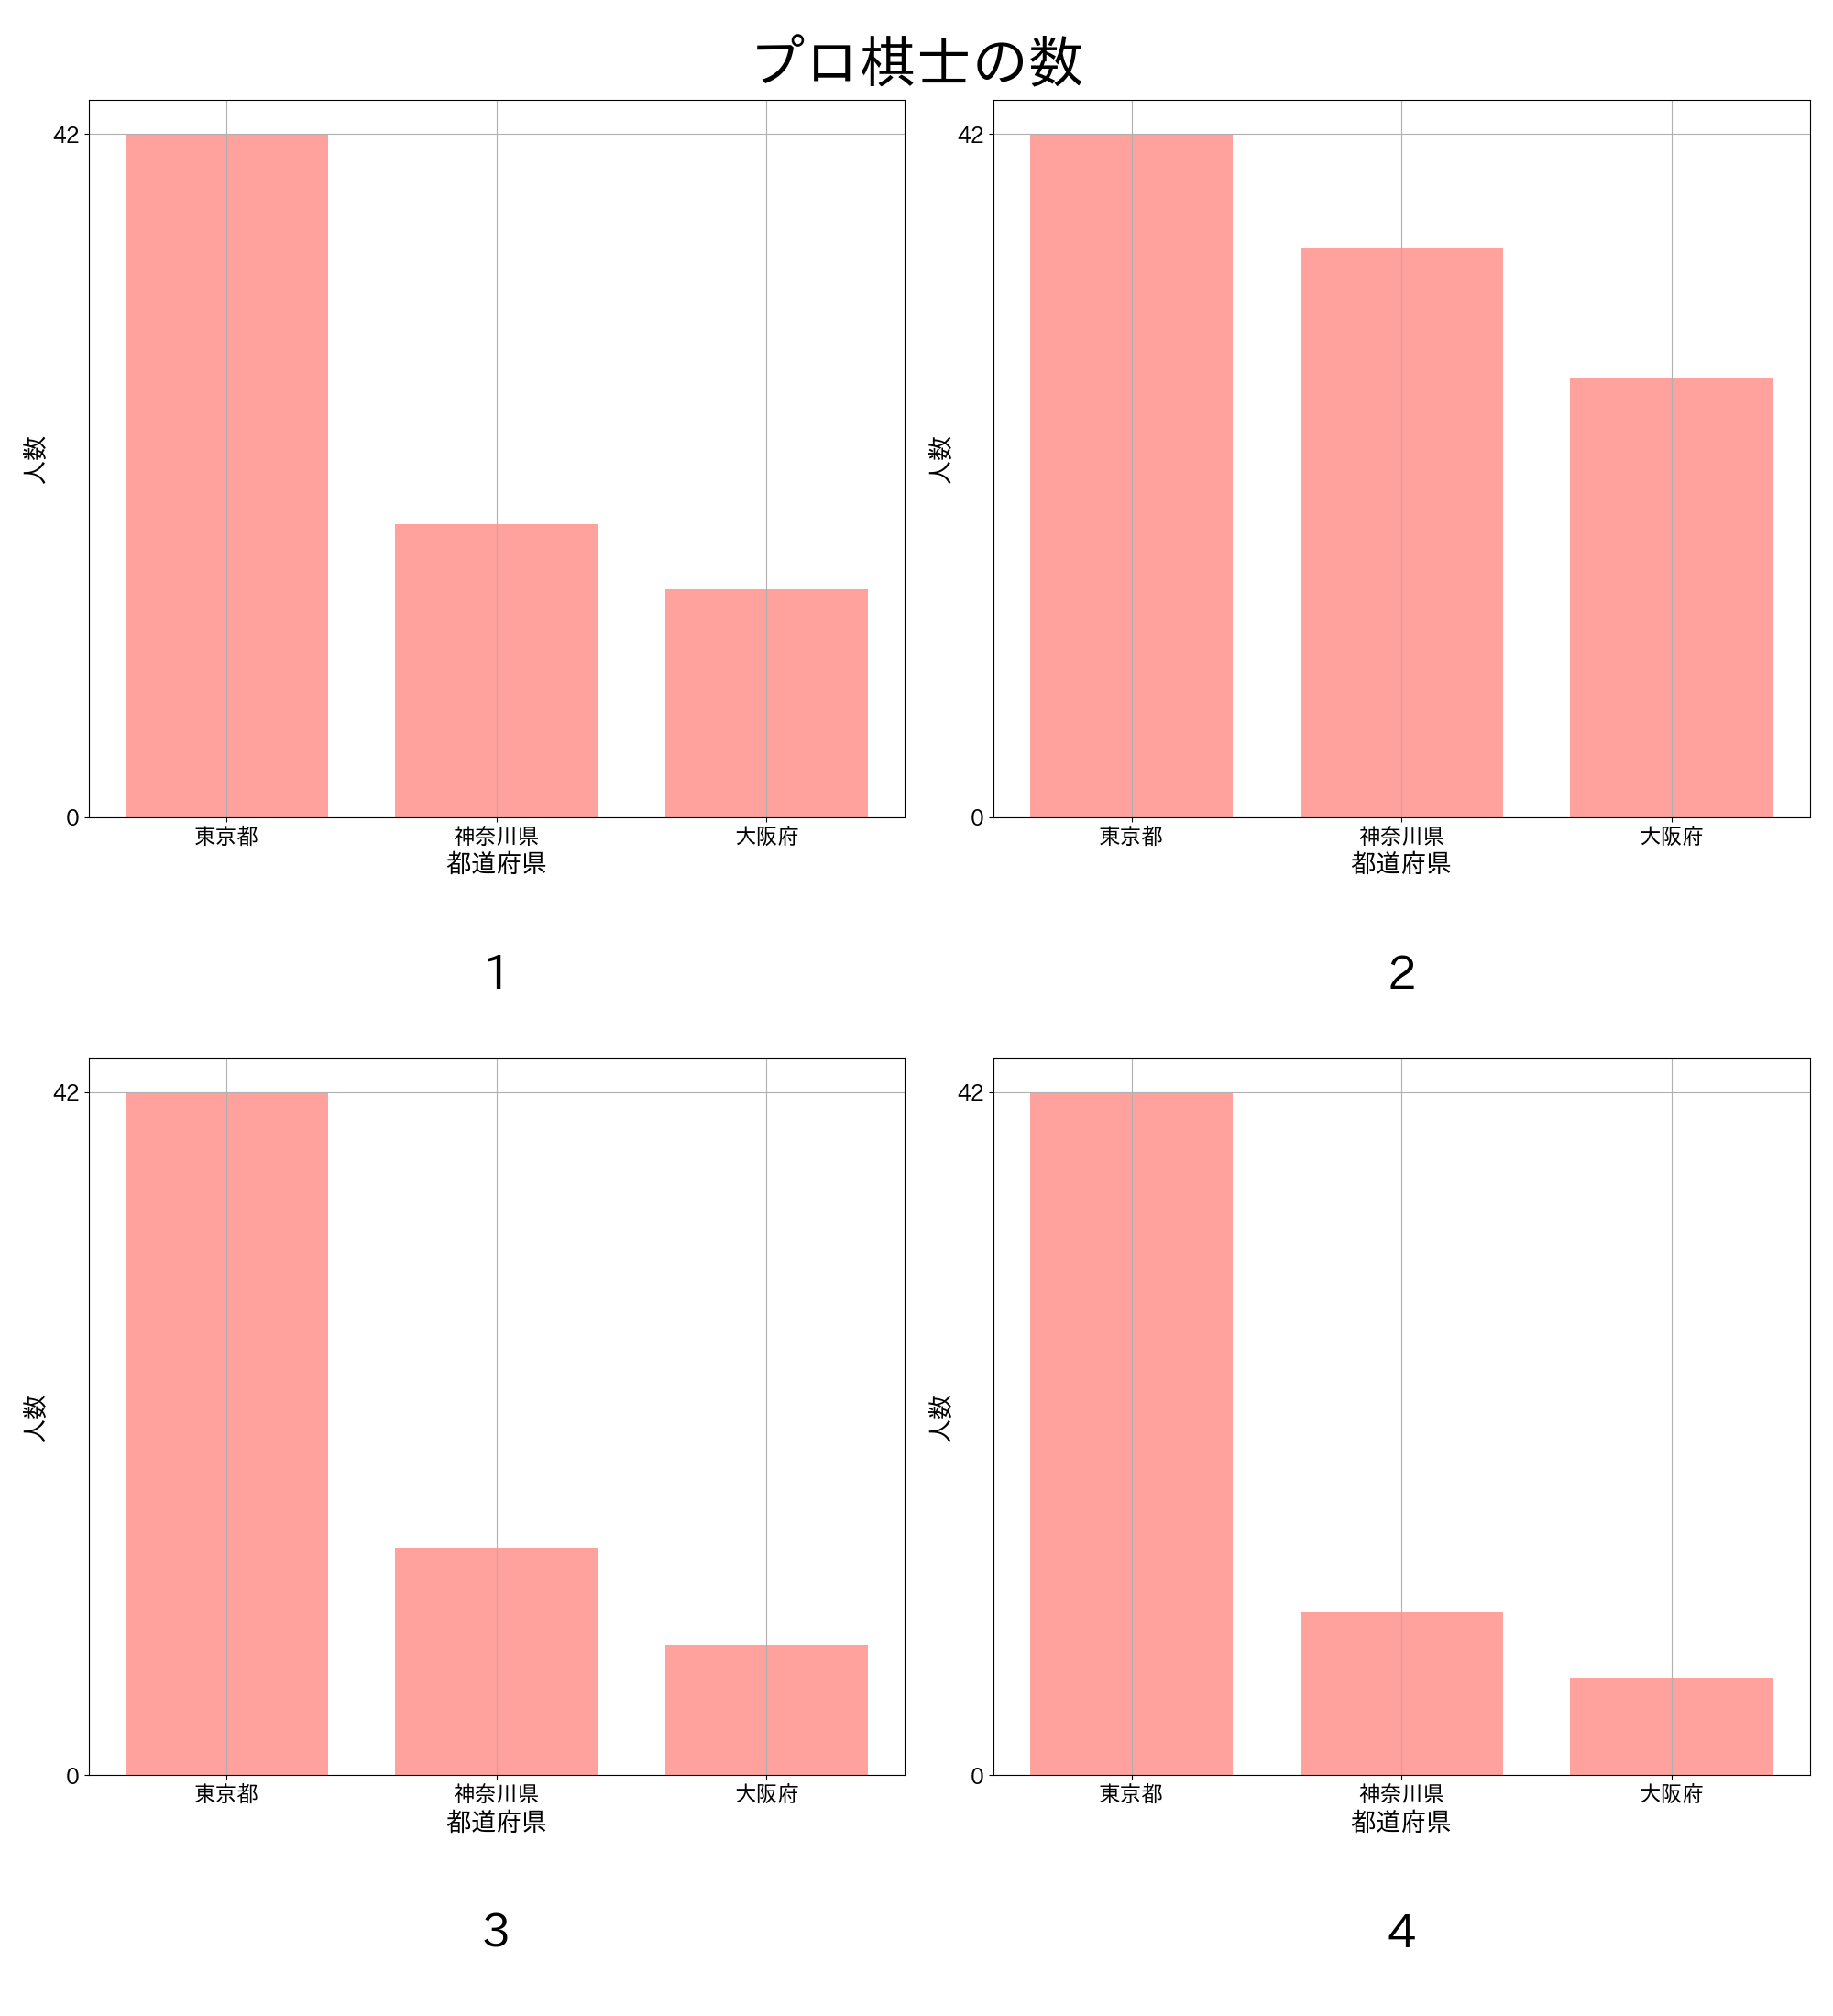 プロ棋士の数
42
0
人数
東京都 神奈川県 大阪府
都道府県
1
42
0
人数
東京都 神奈川県 大阪府
都道府県
2
42
0
人数
東京都 神奈川県 大阪府
都道府県
3
42
0
人数
東京都 神奈川県 大阪府
都道府県
4